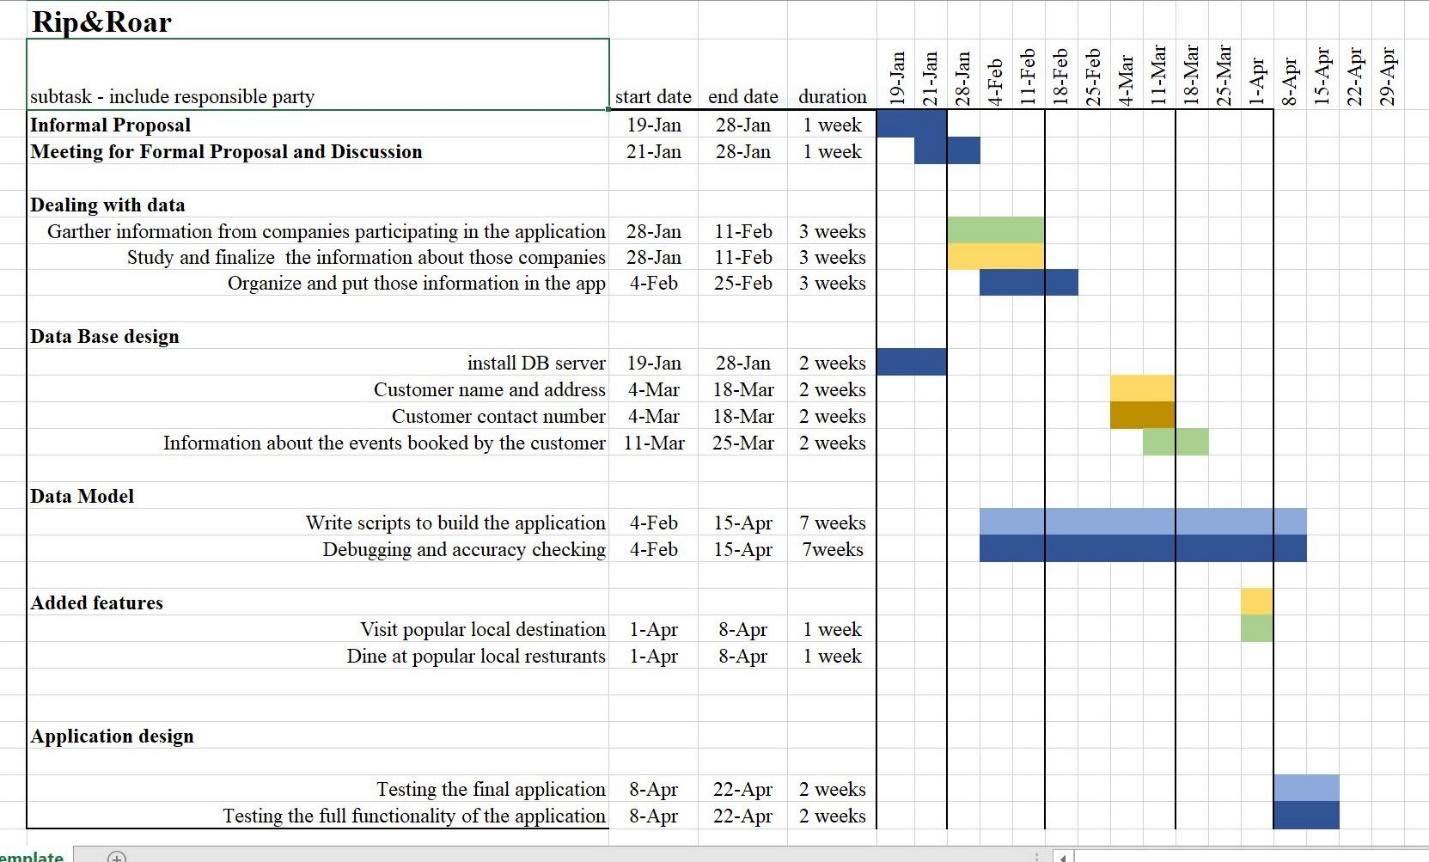 Rip&Roar
subtask - include responsible party start date end date duration 19-Jan 21-Jan 28-Jan 4-Feb 11-Feb 18-Feb 25-Feb 4-Mar 11-Mar 18-Mar 25-Mar 1-Apr 8-Apr 15-Apr 22-Apr 29-Apr
Informal Proposal 19-Jan 28-Jan 1 week
Meeting for Formal Proposal and Discussion 21-Jan 28-Jan 1 week
Dealing with data
Garther information from companies participating in the application 28-Jan 11-Feb 3 weeks
Study and finalize the information about those companies 28-Jan 11-Feb 3 weeks
Organize and put those information in the app 4-Feb 25-Feb 3 weeks
Data Base design
install DB server 19-Jan 28-Jan 2 weeks
Customer name and address 4-Mar 18-Mar 2 weeks
Customer contact number 4-Mar 18-Mar 2 weeks
Information about the events booked by the customer 11-Mar 25-Mar 2 weeks
Data Model
Write scripts to build the application 4-Feb 15-Apr 7 weeks
Debugging and accuracy checking 4-Feb 15-Apr 7weeks
Added features
Visit popular local destination 1-Apr 8-Apr 1 week
Dine at popular local resturants 1-Apr 8-Apr 1 week
Application design
Testing the final application 8-Apr 22-Apr 2 weeks
Testing the full functionality of the application 8-Apr 22-Apr 2 weeks
emplate